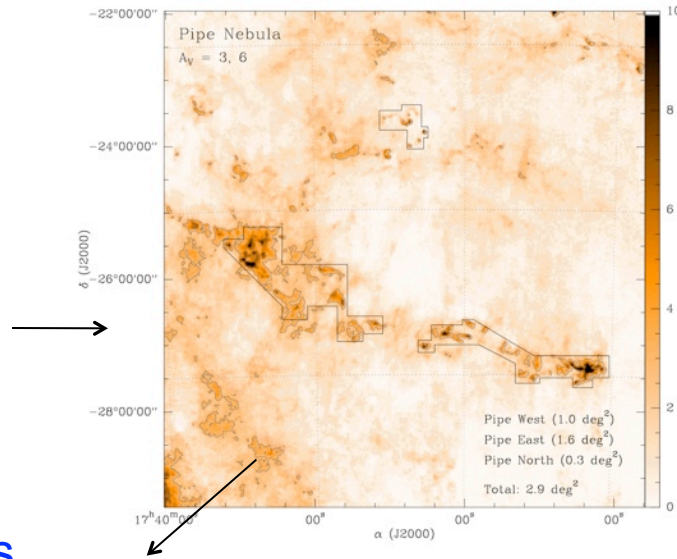 Pipe Nebula
A_V = 3, 6
-22°00'00''
-24°00'00''
-26°00'00''
-28°00'00''
δ (J2000)
10
8
6
4
2
0
Pipe West (1.0 deg²)
Pipe East (1.6 deg²)
Pipe North (0.3 deg²)
Total: 2.9 deg²
17ʰ40ᵐ00ˢ
00ˢ
00ˢ
00ˢ
α (J2000)
s